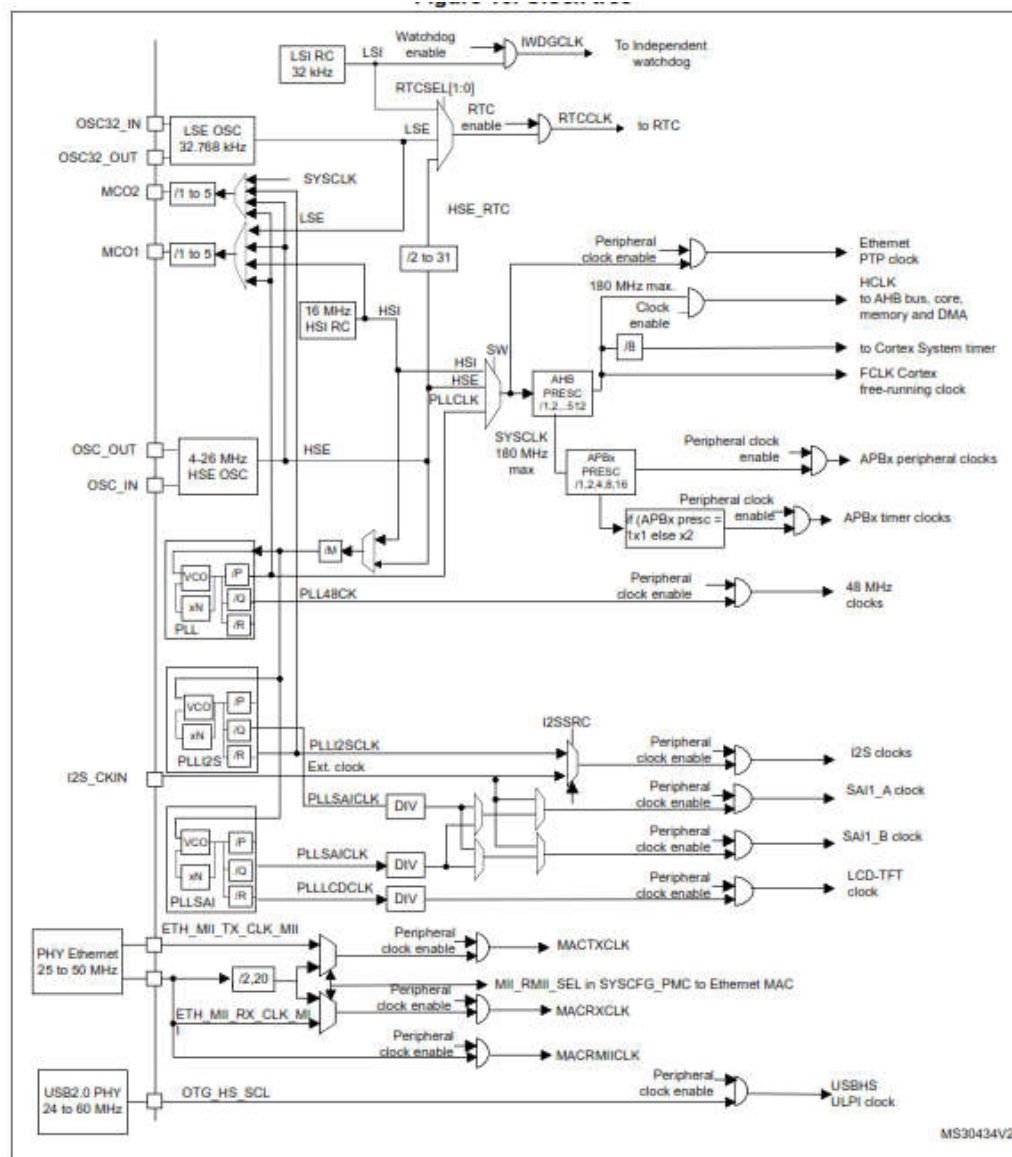 LSI RC
32 kHz
LSI
Watchdog
enable
IWDGCLK
To Independent
watchdog
RTCSEL[1:0]
OSC32_IN
OSC32_OUT
LSE OSC
32.768 kHz
LSE
RTC
enable
RTCCLK
to RTC
MCO2
/1 to 5
SYSCLK
LSE
HSE_RTC
MCO1
/1 to 5
/2 to 31
Peripheral
clock enable
Ethernet
PTP clock
16 MHz
HSI RC
HSI
180 MHz max.
Clock
enable
HCLK
to AHB bus, core,
memory and DMA
/8
to Cortex System timer
SW
HSI
HSE
PLLCLK
AHB
PRESC
/1,2,..512
FCLK Cortex
free-running clock
SYSCLK
180 MHz
max
OSC_OUT
OSC_IN
4-26 MHz
HSE OSC
HSE
APBx
PRESC
/1,2,4,8,16
Peripheral clock
enable
APBx peripheral clocks
if (APBx presc =
1x1 else x2
Peripheral clock
enable
APBx timer clocks
/M
VCO
xN
/P
/Q
/R
PLL
PLL48CK
Peripheral
clock enable
48 MHz
clocks
VCO
xN
/P
/Q
/R
PLLI2S
PLLI2SCLK
I2SSRC
Peripheral
clock enable
I2S clocks
I2S_CKIN
Ext. clock
PLLSAICLK
DIV
Peripheral
clock enable
SAI1_A clock
VCO
xN
/P
/Q
/R
PLLSAI
PLLSAICLK
DIV
Peripheral
clock enable
SAI1_B clock
PLLLCDCLK
DIV
Peripheral
clock enable
LCD-TFT
clock
PHY Ethernet
25 to 50 MHz
ETH_MII_TX_CLK_MII
Peripheral
clock enable
MACTXCLK
/2,20
MII_RMII_SEL in SYSCFG_PMC to Ethernet MAC
ETH_MII_RX_CLK_MI
I
Peripheral
clock enable
MACRXCLK
Peripheral
clock enable
MACRMIICLK
USB2.0 PHY
24 to 60 MHz
OTG_HS_SCL
Peripheral
clock enable
USBHS
ULPI clock
MS30434V2